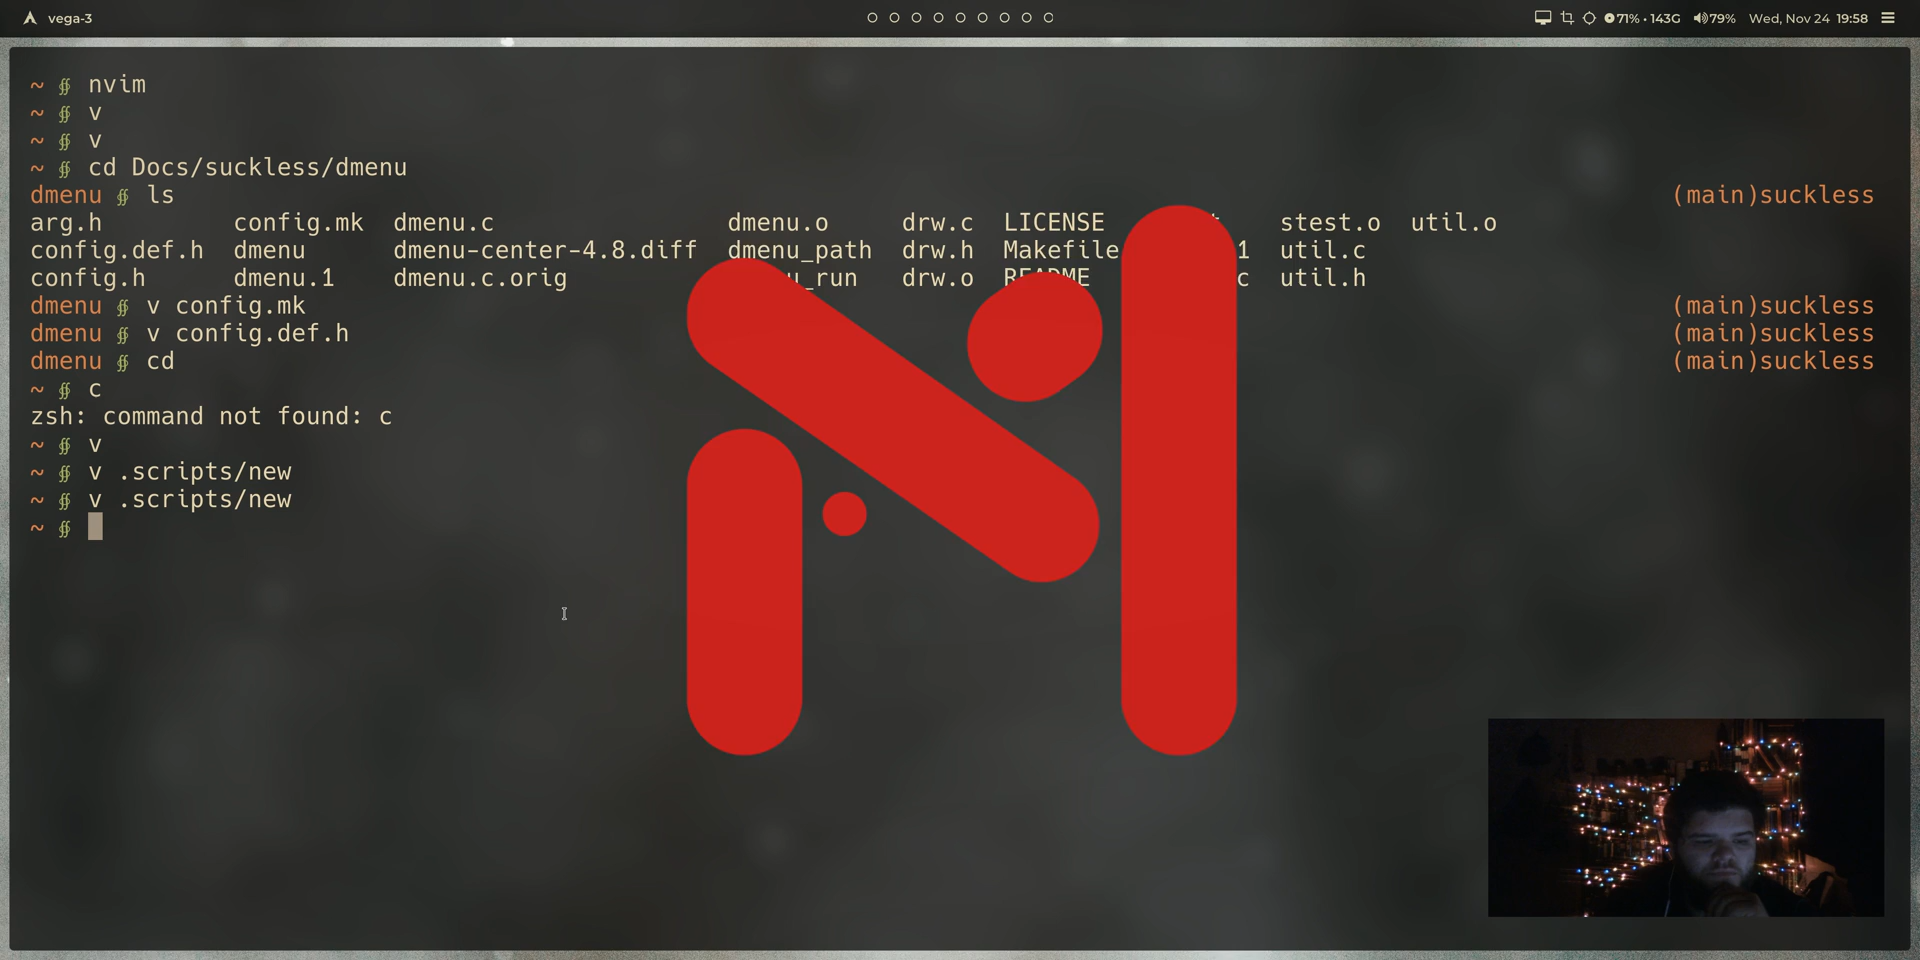 vega-3 71% • 143G 79% Wed, Nov 24 19:58
~ ∯ nvim
~ ∯ v
~ ∯ v
~ ∯ cd Docs/suckless/dmenu
dmenu ∯ ls (main)suckless
arg.h config.mk dmenu.c dmenu.o drw.c LICENSE stest.o util.o
config.def.h dmenu dmenu-center-4.8.diff dmenu_path drw.h Makefile 1 util.c
config.h dmenu.1 dmenu.c.orig _run drw.o README c util.h
dmenu ∯ v config.mk (main)suckless
dmenu ∯ v config.def.h (main)suckless
dmenu ∯ cd (main)suckless
~ ∯ c
zsh: command not found: c
~ ∯ v
~ ∯ v .scripts/new
~ ∯ v .scripts/new
~ ∯